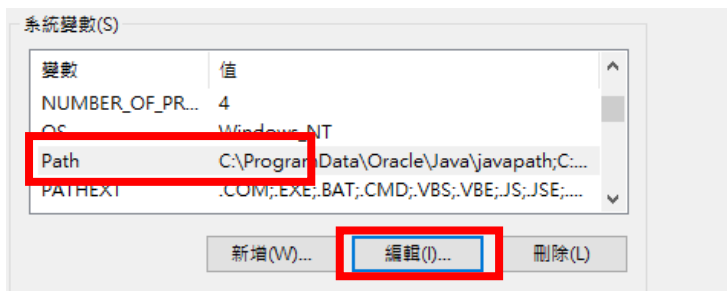 系統變數(S)
變數 值
NUMBER_OF_PR... 4
OS Windows_NT
Path C:\ProgramData\Oracle\Java\javapath;C:...
PATHEXT .COM;.EXE;.BAT;.CMD;.VBS;.VBE;.JS;.JSE;....
新增(W)... 編輯(I)... 刪除(L)